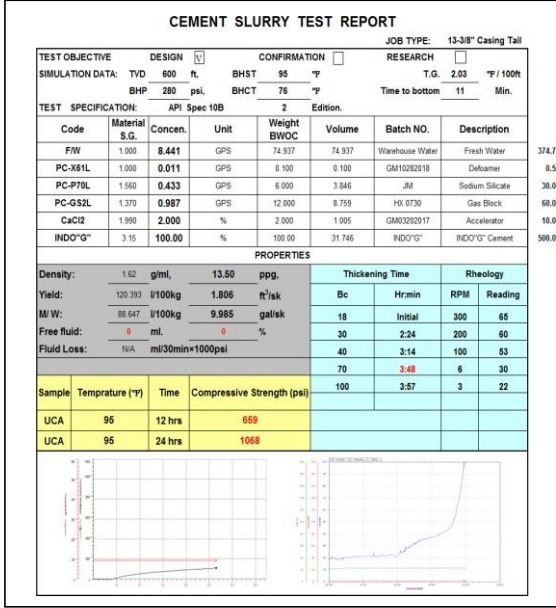 CEMENT SLURRY TEST REPORT
JOB TYPE: 13-3/8" Casing Tail
TEST OBJECTIVE DESIGN V CONFIRMATION RESEARCH
SIMULATION DATA: TVD 600 ft, BHST 95 °F T.G. 2.03 °F / 100ft
BHP 280 psi, BHCT 76 °F Time to bottom 11 Min.
TEST SPECIFICATION: API Spec 10B 2 Edition.
Code Material S.G. Concen. Unit Weight BWOC Volume Batch NO. Description
F/W 1.000 8.441 GPS 74.937 74.937 Warehouse Water Fresh Water 374.7
PC-X61L 1.000 0.011 GPS 0.100 0.100 GM10282018 Defoamer 0.5
PC-P70L 1.560 0.433 GPS 6.000 3.846 JM Sodium Silicate 30.0
PC-GS2L 1.370 0.987 GPS 12.000 8.759 HX 0730 Gas Block 60.0
CaCl2 1.990 2.000 % 2.000 1.005 GM03202017 Accelerator 10.0
INDO"G" 3.15 100.00 % 100.00 31.746 INDO"G" INDO"G" Cement 500.0
PROPERTIES
Density: 1.62 g/ml, 13.50 ppg, Thickening Time Rheology
Yield: 120.393 l/100kg 1.806 ft³/sk Bc Hr:min RPM Reading
M/ W: 88.647 l/100kg 9.985 gal/sk 18 Initial 300 65
Free fluid: 0 ml. 0 % 30 2:24 200 60
Fluid Loss: N/A ml/30min×1000psi 40 3:14 100 53
70 3:48 6 30
Sample Temprature (°F) Time Compressive Strength (psi) 100 3:57 3 22
UCA 95 12 hrs 659
UCA 95 24 hrs 1068